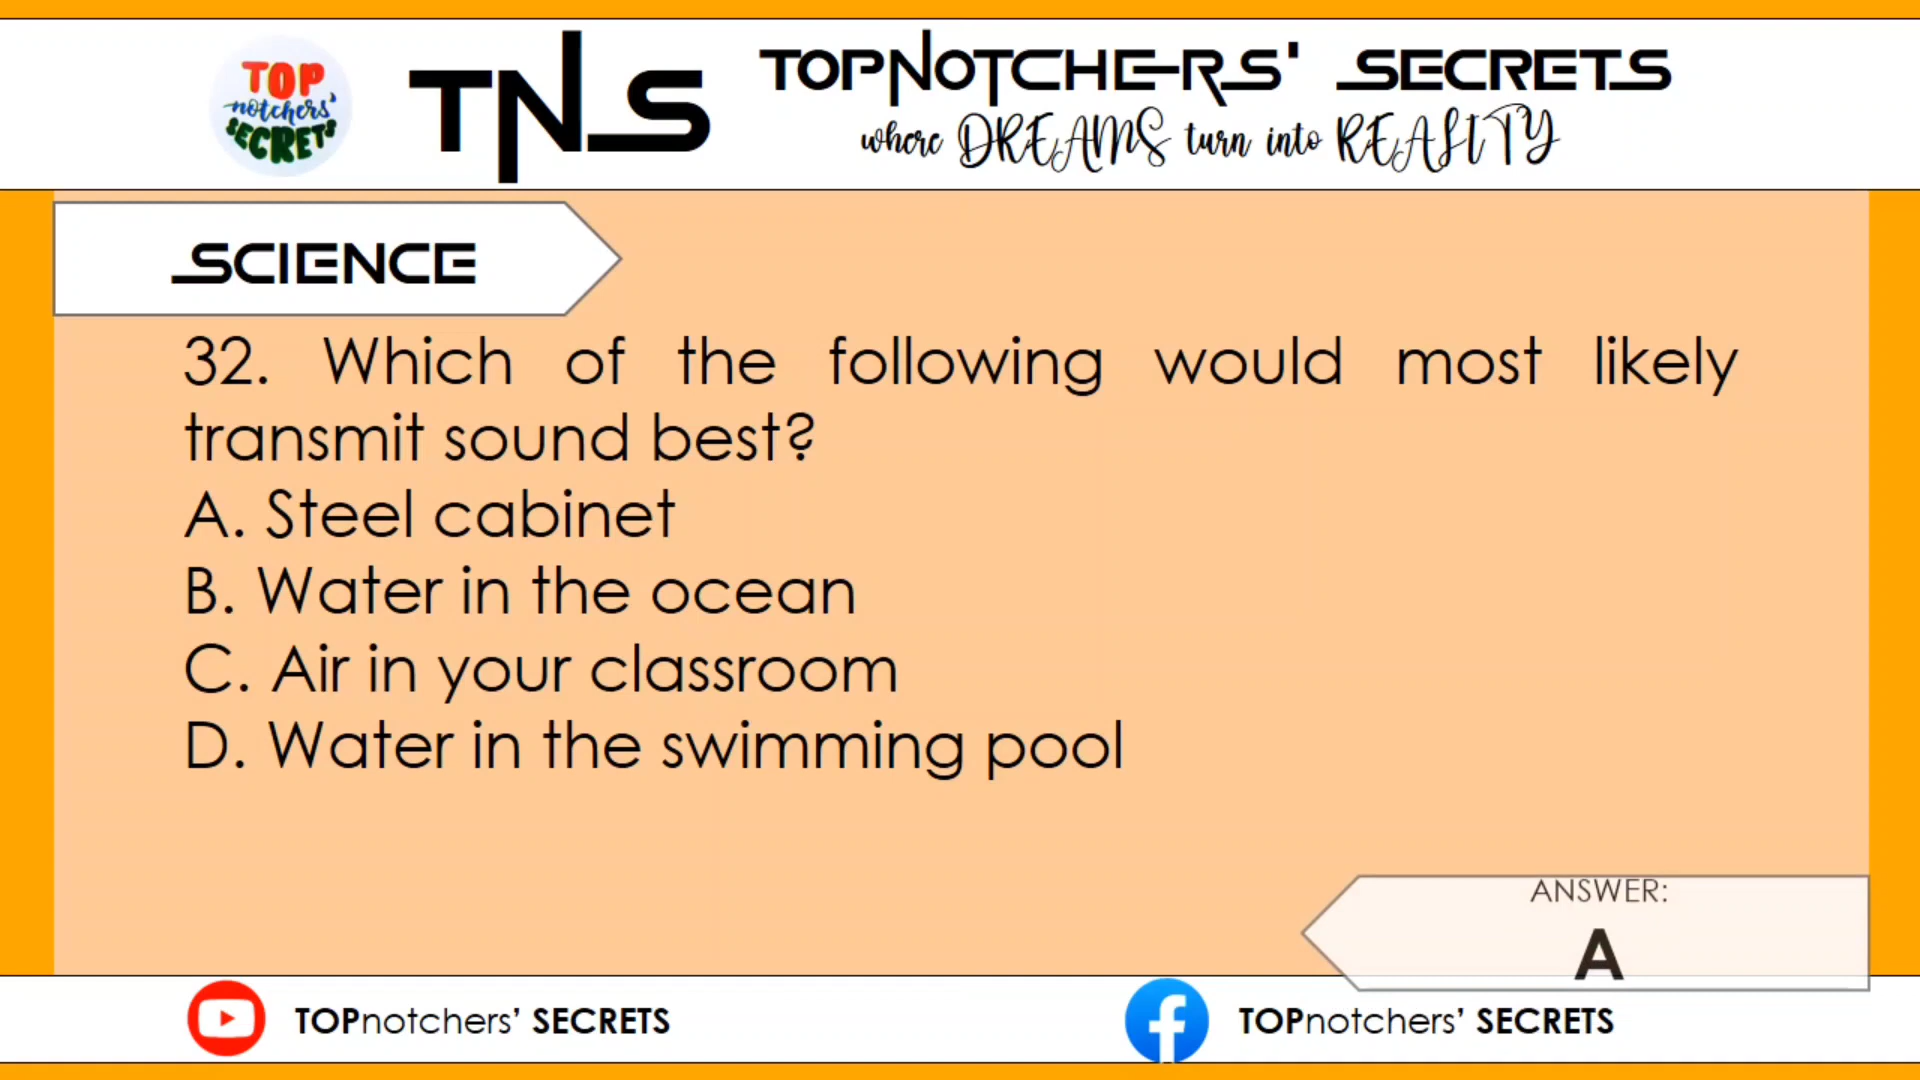 TOP
notchers'
SECRETS
TNS
TOPNOTCHERS' SECRETS
where DREAMS turn into REALITY
SCIENCE
32. Which of the following would most likely
transmit sound best?
A. Steel cabinet
B. Water in the ocean
C. Air in your classroom
D. Water in the swimming pool
ANSWER:
A
TOPnotchers’ SECRETS
TOPnotchers’ SECRETS